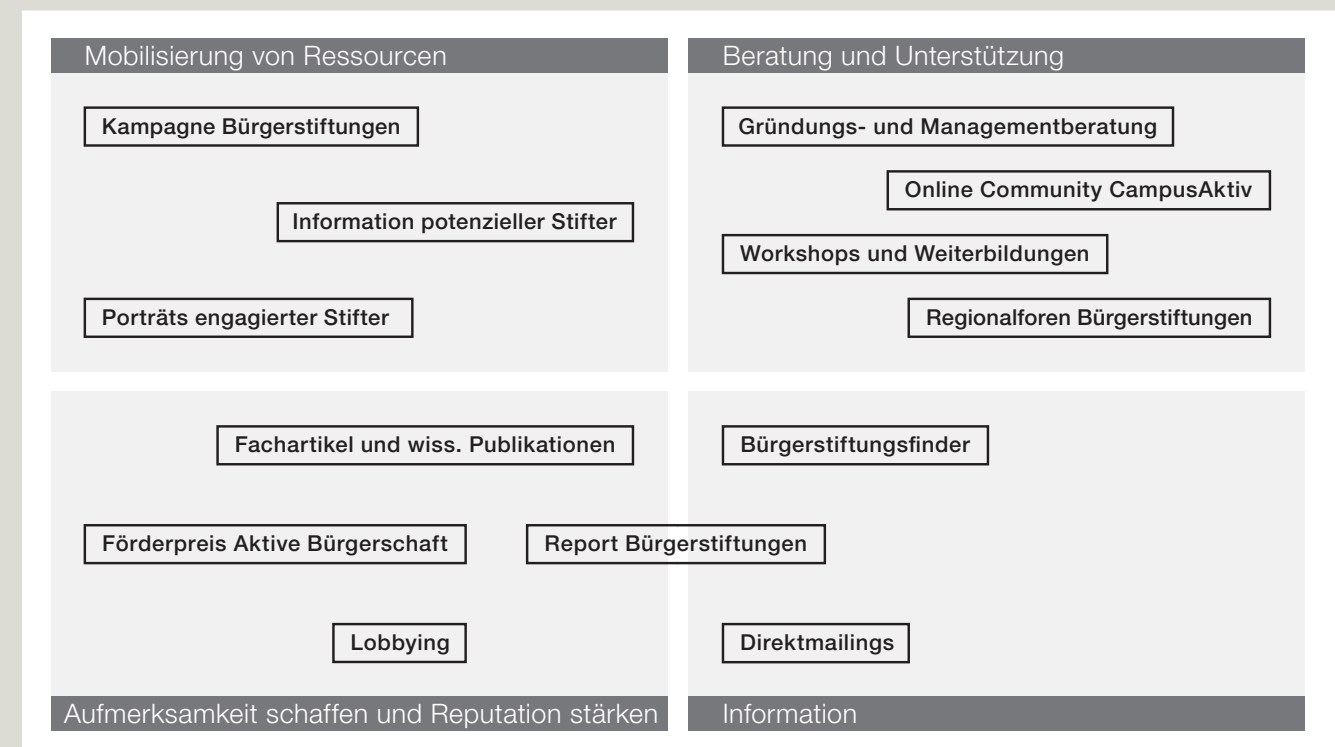 Mobilisierung von Ressourcen
Kampagne Bürgerstiftungen
Information potenzieller Stifter
Porträts engagierter Stifter
Beratung und Unterstützung
Gründungs- und Managementberatung
Online Community CampusAktiv
Workshops und Weiterbildungen
Regionalforen Bürgerstiftungen
Fachartikel und wiss. Publikationen
Förderpreis Aktive Bürgerschaft
Report Bürgerstiftungen
Lobbying
Aufmerksamkeit schaffen und Reputation stärken
Bürgerstiftungsfinder
Direktmailings
Information